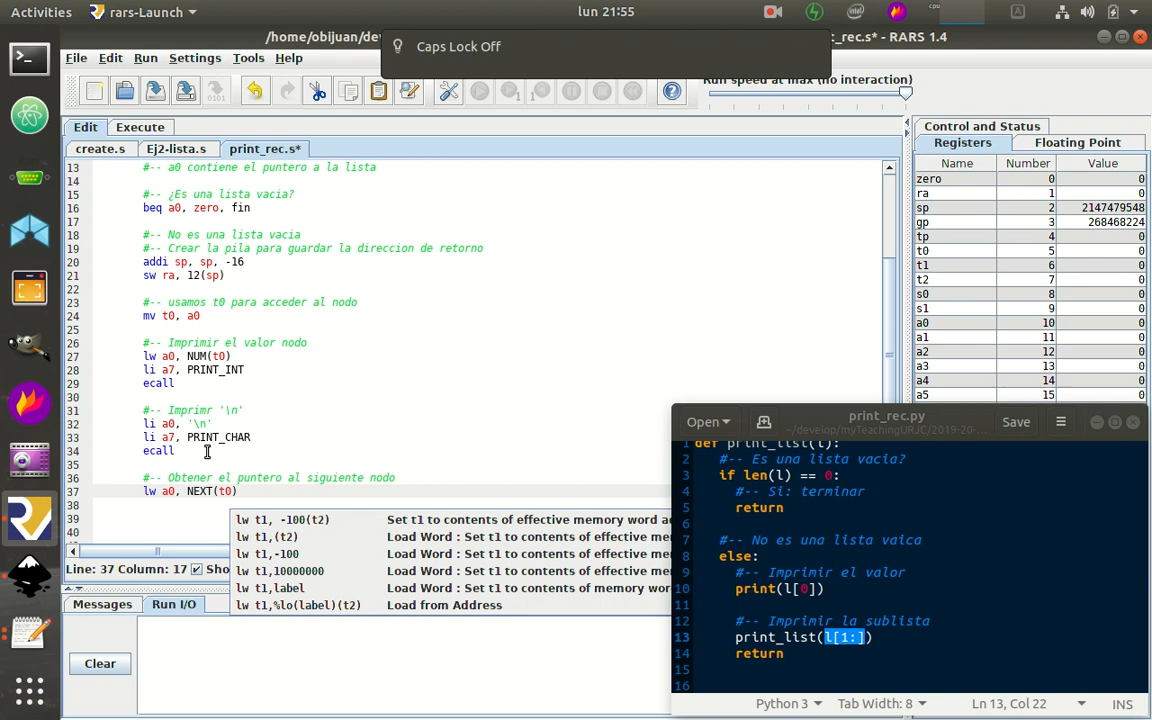 Activities rars-Launch lun 21:55 cpu A
/home/obijuan/de
Caps Lock Off
_rec.s* - RARS 1.4
File Edit Run Settings Tools Help
Run speed at max (no interaction)
Edit Execute
create.s Ej2-lista.s print_rec.s*
13 #-- a0 contiene el puntero a la lista
14
15 #-- ¿Es una lista vacia?
16 beq a0, zero, fin
17
18 #-- No es una lista vacia
19 #-- Crear la pila para guardar la direccion de retorno
20 addi sp, sp, -16
21 sw ra, 12(sp)
22
23 #-- usamos t0 para acceder al nodo
24 mv t0, a0
25
26 #-- Imprimir el valor nodo
27 lw a0, NUM(t0)
28 li a7, PRINT_INT
29 ecall
30
31 #-- Imprimr '\n'
32 li a0, '\n'
33 li a7, PRINT_CHAR
34 ecall
35
36 #-- Obtener el puntero al siguiente nodo
37 lw a0, NEXT(t0)
38
39
40
lw t1, -100(t2) Set t1 to contents of effective memory word a
lw t1,(t2) Load Word : Set t1 to contents of effective me
lw t1,-100 Load Word : Set t1 to contents of effective me
lw t1,10000000 Load Word : Set t1 to contents of effective me
lw t1,label Load Word : Set t1 to contents of memory wor
lw t1,%lo(label)(t2) Load from Address
Line: 37 Column: 17 Sho
Messages Run I/O
Clear
Control and Status
Registers Floating Point
Name Number Value
zero 0 0
ra 1 0
sp 2 2147479548
gp 3 268468224
tp 4 0
t0 5 0
t1 6 0
t2 7 0
s0 8 0
s1 9 0
a0 10 0
a1 11 0
a2 12 0
a3 13 0
a4 14 0
a5 15 0
Open print_rec.py Save
~/develop/myTeachingURJC/2019-20-...
1 def print_list(l):
2 #-- Es una lista vacia?
3 if len(l) == 0:
4 #-- Si: terminar
5 return
6
7 #-- No es una lista vaica
8 else:
9 #-- Imprimir el valor
10 print(l[0])
11
12 #-- Imprimir la sublista
13 print_list(l[1:])
14 return
15
16
Python 3 Tab Width: 8 Ln 13, Col 22 INS